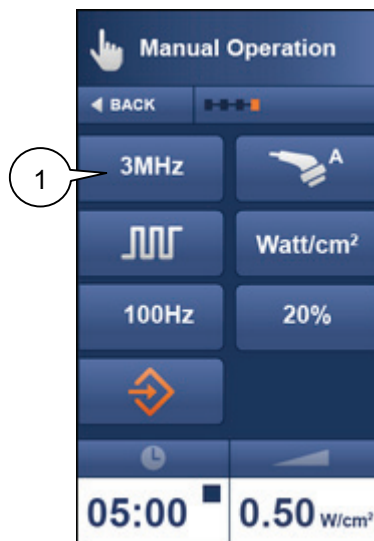 Manual Operation
BACK
1
3MHz
A
Watt/cm²
100Hz
20%
05:00
0.50 W/cm²